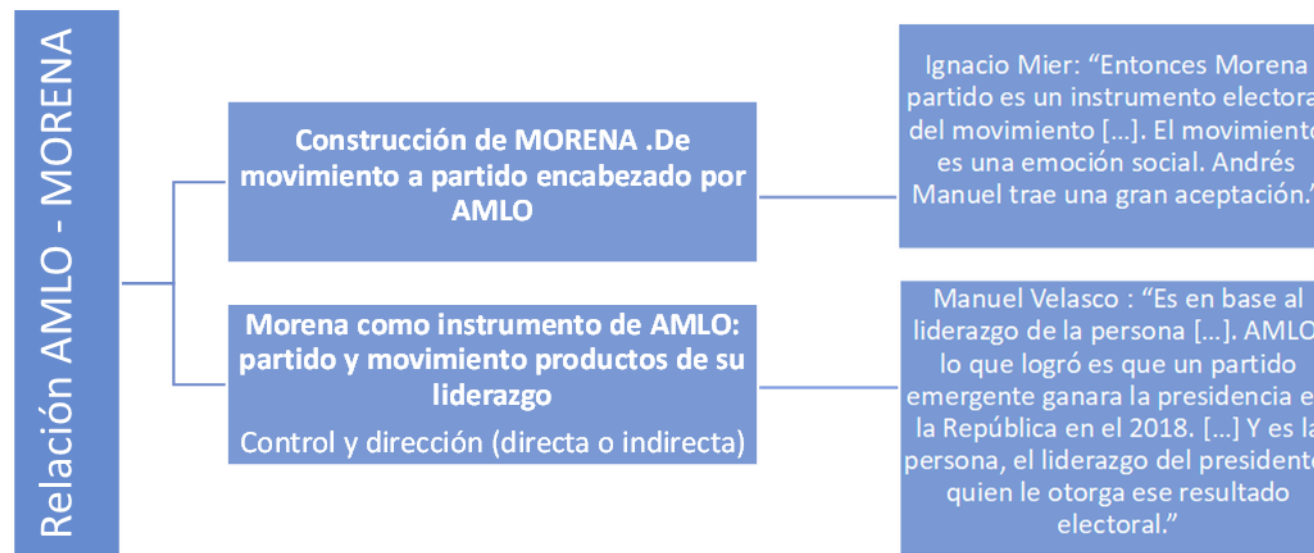 Relación AMLO - MORENA
Construcción de MORENA .De
movimiento a partido encabezado por
AMLO
Morena como instrumento de AMLO:
partido y movimiento productos de su
liderazgo
Control y dirección (directa o indirecta)
Ignacio Mier: “Entonces Morena
partido es un instrumento electora
del movimiento [...]. El movimiento
es una emoción social. Andrés
Manuel trae una gran aceptación.”
Manuel Velasco : “Es en base al
liderazgo de la persona [...]. AMLO
lo que logró es que un partido
emergente ganara la presidencia e
la República en el 2018. [...] Y es la
persona, el liderazgo del presidente
quien le otorga ese resultado
electoral.”